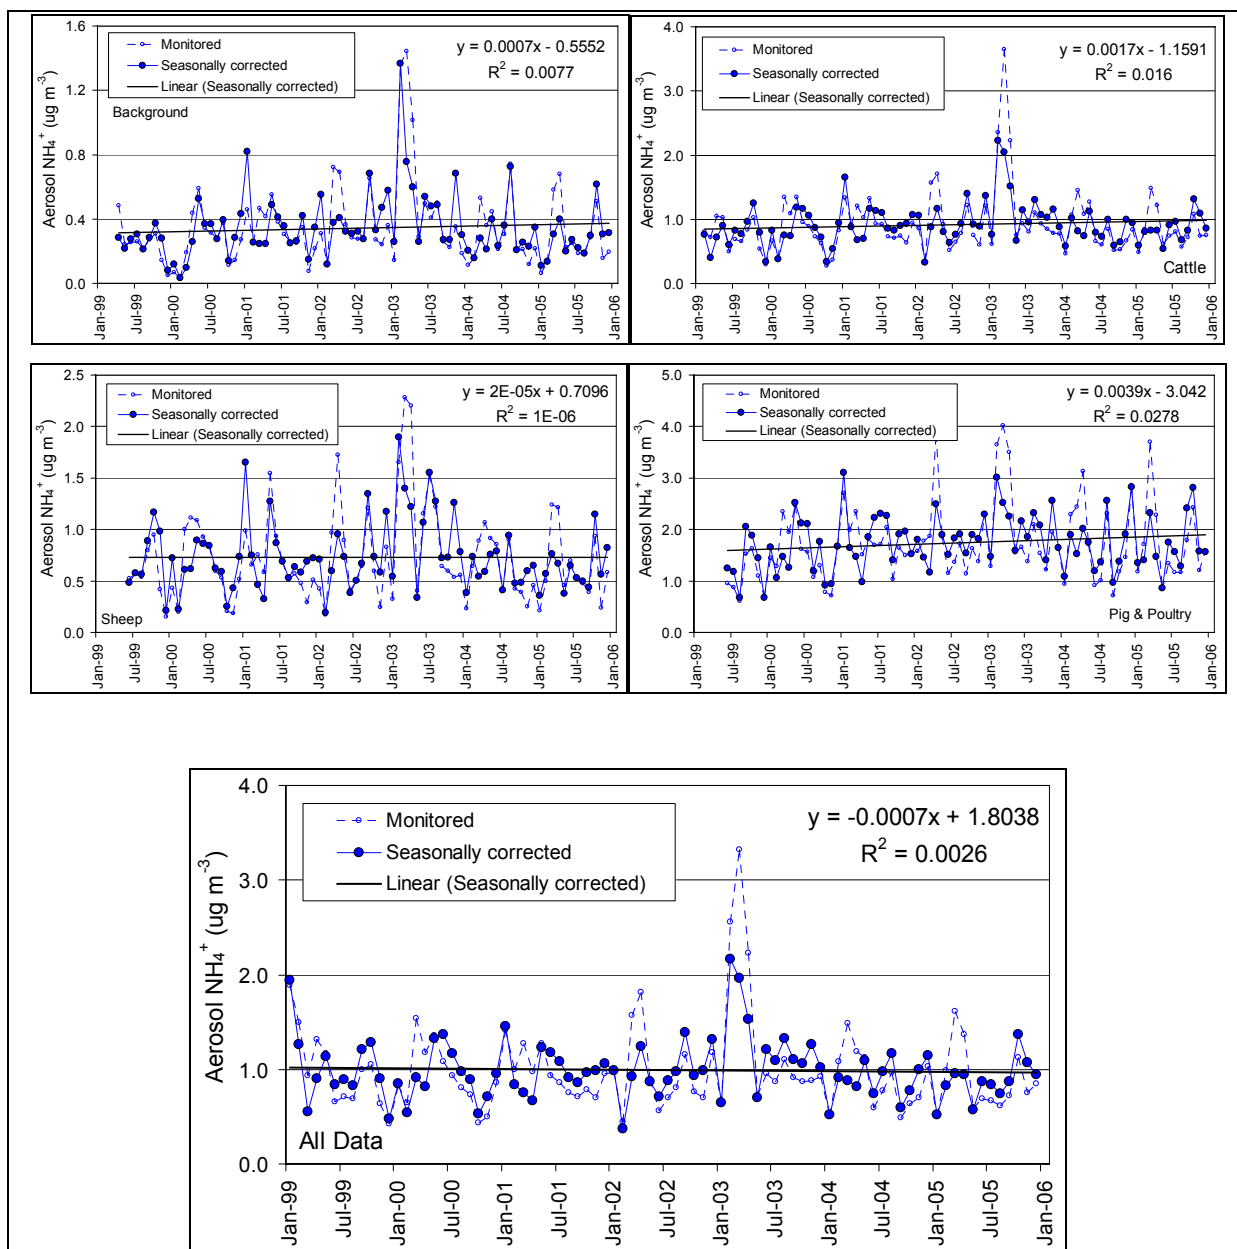 Aerosol NH₄⁺ (ug m⁻³)
1.6
1.2
0.8
0.4
0.0
Monitored
Seasonally corrected
Linear (Seasonally corrected)
Background
y = 0.0007x - 0.5552
R² = 0.0077
Jan-99
Jul-99
Jan-00
Jul-00
Jan-01
Jul-01
Jan-02
Jul-02
Jan-03
Jul-03
Jan-04
Jul-04
Jan-05
Jul-05
Jan-06
Aerosol NH₄⁺ (ug m⁻³)
4.0
3.0
2.0
1.0
0.0
Monitored
Seasonally corrected
Linear (Seasonally corrected)
y = 0.0017x - 1.1591
R² = 0.016
Cattle
Jan-99
Jul-99
Jan-00
Jul-00
Jan-01
Jul-01
Jan-02
Jul-02
Jan-03
Jul-03
Jan-04
Jul-04
Jan-05
Jul-05
Jan-06
Aerosol NH₄⁺ (ug m⁻³)
2.5
2.0
1.5
1.0
0.5
0.0
Monitored
Seasonally corrected
Linear (Seasonally corrected)
y = 2E-05x + 0.7096
R² = 1E-06
Sheep
Jan-99
Jul-99
Jan-00
Jul-00
Jan-01
Jul-01
Jan-02
Jul-02
Jan-03
Jul-03
Jan-04
Jul-04
Jan-05
Jul-05
Jan-06
Aerosol NH₄⁺ (ug m⁻³)
5.0
4.0
3.0
2.0
1.0
0.0
Monitored
Seasonally corrected
Linear (Seasonally corrected)
y = 0.0039x - 3.042
R² = 0.0278
Pig & Poultry
Jan-99
Jul-99
Jan-00
Jul-00
Jan-01
Jul-01
Jan-02
Jul-02
Jan-03
Jul-03
Jan-04
Jul-04
Jan-05
Jul-05
Jan-06
Aerosol NH₄⁺ (ug m⁻³)
4.0
3.0
2.0
1.0
0.0
Monitored
Seasonally corrected
Linear (Seasonally corrected)
y = -0.0007x + 1.8038
R² = 0.0026
All Data
Jan-99
Jul-99
Jan-00
Jul-00
Jan-01
Jul-01
Jan-02
Jul-02
Jan-03
Jul-03
Jan-04
Jul-04
Jan-05
Jul-05
Jan-06